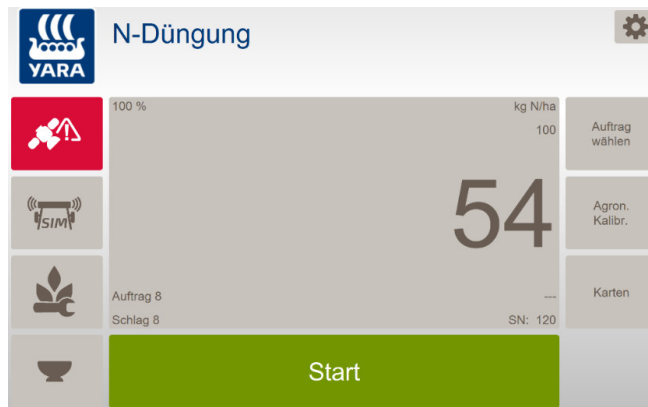 YARA
N-Düngung
100 %
kg N/ha
100
54
Auftrag wählen
SIM
Agron. Kalibr.
Auftrag 8
---
Karten
Schlag 8
SN: 120
Start